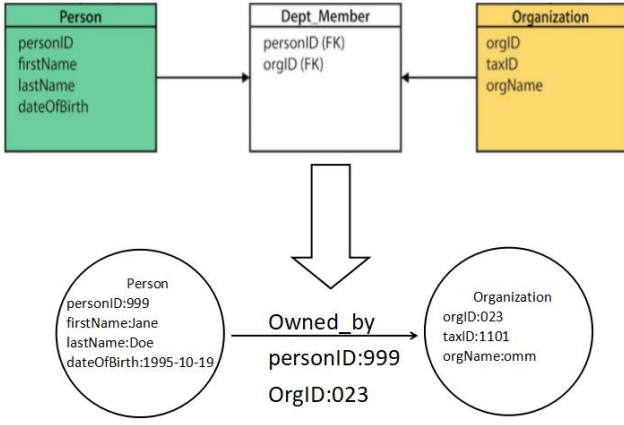 Person
personID
firstName
lastName
dateOfBirth
Dept_Member
personID (FK)
orgID (FK)
Organization
orgID
taxID
orgName
Person
personID:999
firstName:Jane
lastName:Doe
dateOfBirth:1995-10-19
Owned_by
personID:999
OrgID:023
Organization
orgID:023
taxID:1101
orgName:omm